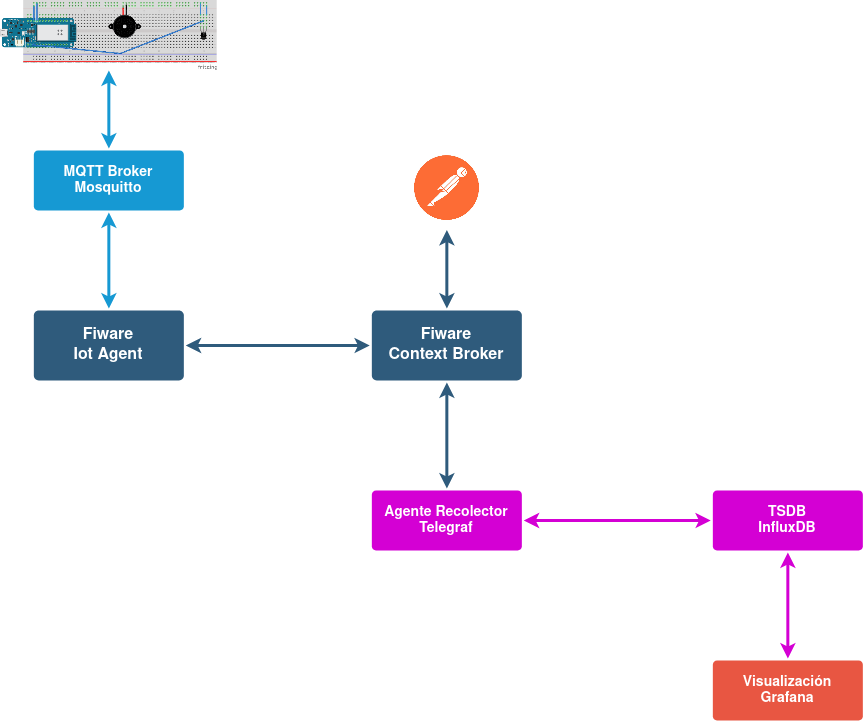 fritzing
MQTT Broker
Mosquitto
Fiware
Iot Agent
Fiware
Context Broker
Agente Recolector
Telegraf
TSDB
InfluxDB
Visualización
Grafana